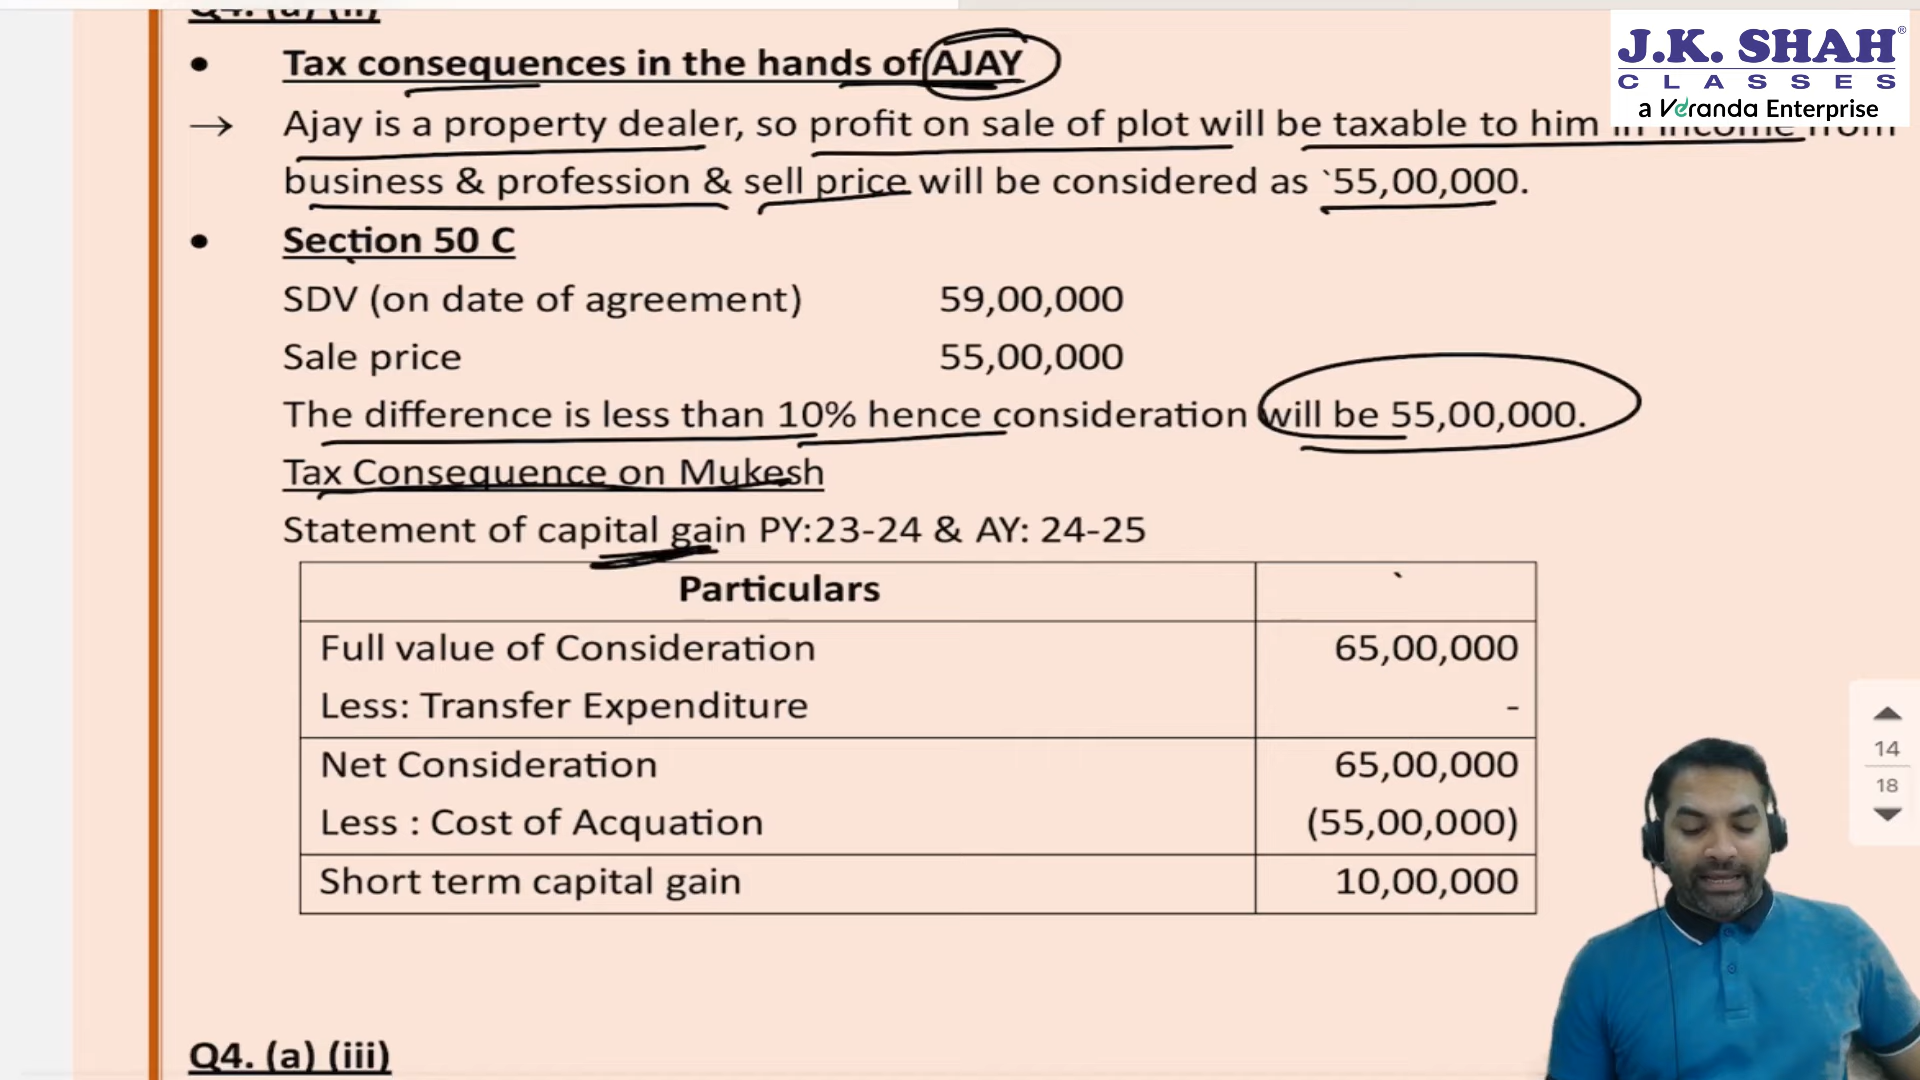 Q4. (a) (ii)
J.K. SHAH®
CLASSES
a Veranda Enterprise
• Tax consequences in the hands of AJAY
→ Ajay is a property dealer, so profit on sale of plot will be taxable to him in income from
business & profession & sell price will be considered as `55,00,000.
• Section 50 C
SDV (on date of agreement) 59,00,000
Sale price 55,00,000
The difference is less than 10% hence consideration will be 55,00,000.
Tax Consequence on Mukesh
Statement of capital gain PY:23-24 & AY: 24-25
Particulars `
Full value of Consideration 65,00,000
Less: Transfer Expenditure -
Net Consideration 65,00,000
Less : Cost of Acquation (55,00,000)
Short term capital gain 10,00,000
14
18
Q4. (a) (iii)